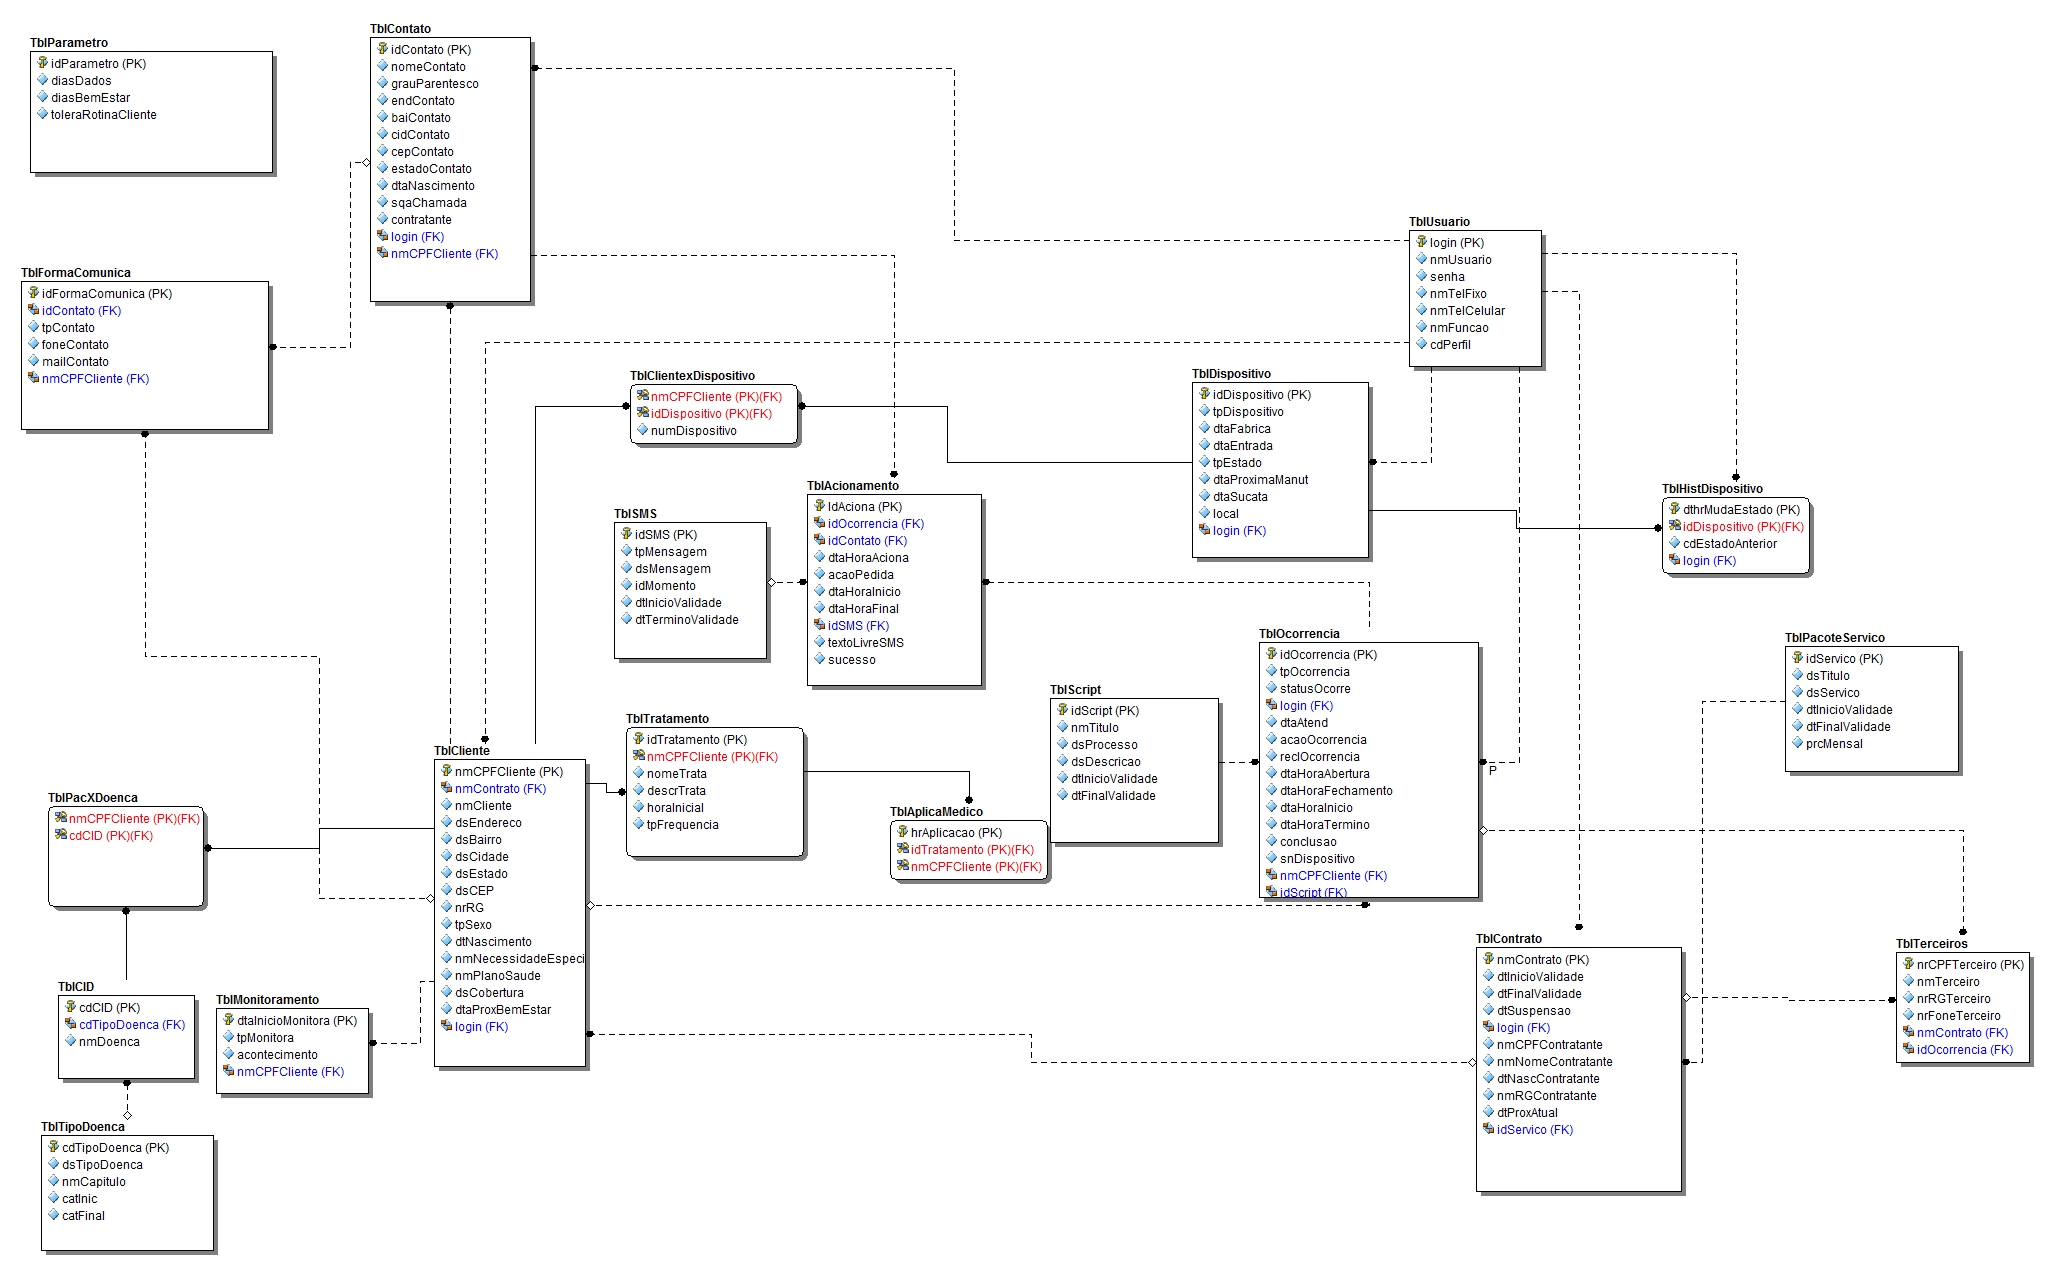 TblParametro
idParametro (PK)
diasDados
diasBemEstar
toleraRotinaCliente
TblContato
idContato (PK)
nomeContato
grauParentesco
endContato
baiContato
cidContato
cepContato
estadoContato
dtaNascimento
sqaChamada
contratante
login (FK)
nmCPFCliente (FK)
TblUsuario
login (PK)
nmUsuario
senha
nmTelFixo
nmTelCelular
nmFuncao
cdPerfil
TblFormaComunica
idFormaComunica (PK)
idContato (FK)
tpContato
foneContato
mailContato
nmCPFCliente (FK)
TblClientexDispositivo
nmCPFCliente (PK)(FK)
idDispositivo (PK)(FK)
numDispositivo
TblDispositivo
idDispositivo (PK)
tpDispositivo
dtaFabrica
dtaEntrada
tpEstado
dtaProximaManut
dtaSucata
local
login (FK)
TblHistDispositivo
dthrMudaEstado (PK)
idDispositivo (PK)(FK)
cdEstadoAnterior
login (FK)
TblSMS
idSMS (PK)
tpMensagem
dsMensagem
idMomento
dtInicioValidade
dtTerminoValidade
TblAcionamento
IdAciona (PK)
idOcorrencia (FK)
idContato (FK)
dtaHoraAciona
acaoPedida
dtaHoraInicio
dtaHoraFinal
idSMS (FK)
textoLivreSMS
sucesso
TblOcorrencia
idOcorrencia (PK)
tpOcorrencia
statusOcorre
login (FK)
dtaAtend
acaoOcorrencia
reclOcorrencia
dtaHoraAbertura
dtaHoraFechamento
dtaHoraInicio
dtaHoraTermino
conclusao
snDispositivo
nmCPFCliente (FK)
idScript (FK)
P
TblPacoteServico
idServico (PK)
dsTitulo
dsServico
dtInicioValidade
dtFinalValidade
prcMensal
TblScript
idScript (PK)
nmTitulo
dsProcesso
dsDescricao
dtInicioValidade
dtFinalValidade
TblTratamento
idTratamento (PK)
nmCPFCliente (PK)(FK)
nomeTrata
descrTrata
horaInicial
tpFrequencia
TblCliente
nmCPFCliente (PK)
nmContrato (FK)
nmCliente
dsEndereco
dsBairro
dsCidade
dsEstado
dsCEP
nrRG
tpSexo
dtNascimento
nmNecessidadeEspeci
nmPlanoSaude
dsCobertura
dtaProxBemEstar
login (FK)
TblPacXDoenca
nmCPFCliente (PK)(FK)
cdCID (PK)(FK)
TblAplicaMedico
hrAplicacao (PK)
idTratamento (PK)(FK)
nmCPFCliente (PK)(FK)
TblContrato
nmContrato (PK)
dtInicioValidade
dtFinalValidade
dtSuspensao
login (FK)
nmCPFContratante
nmNomeContratante
dtNascContratante
nmRGContratante
dtProxAtual
idServico (FK)
TblTerceiros
nrCPFTerceiro (PK)
nmTerceiro
nrRGTerceiro
nrFoneTerceiro
nmContrato (FK)
idOcorrencia (FK)
TblCID
cdCID (PK)
cdTipoDoenca (FK)
nmDoenca
TblMonitoramento
dtaInicioMonitora (PK)
tpMonitora
acontecimento
nmCPFCliente (FK)
TblTipoDoenca
cdTipoDoenca (PK)
dsTipoDoenca
nmCapitulo
catInic
catFinal